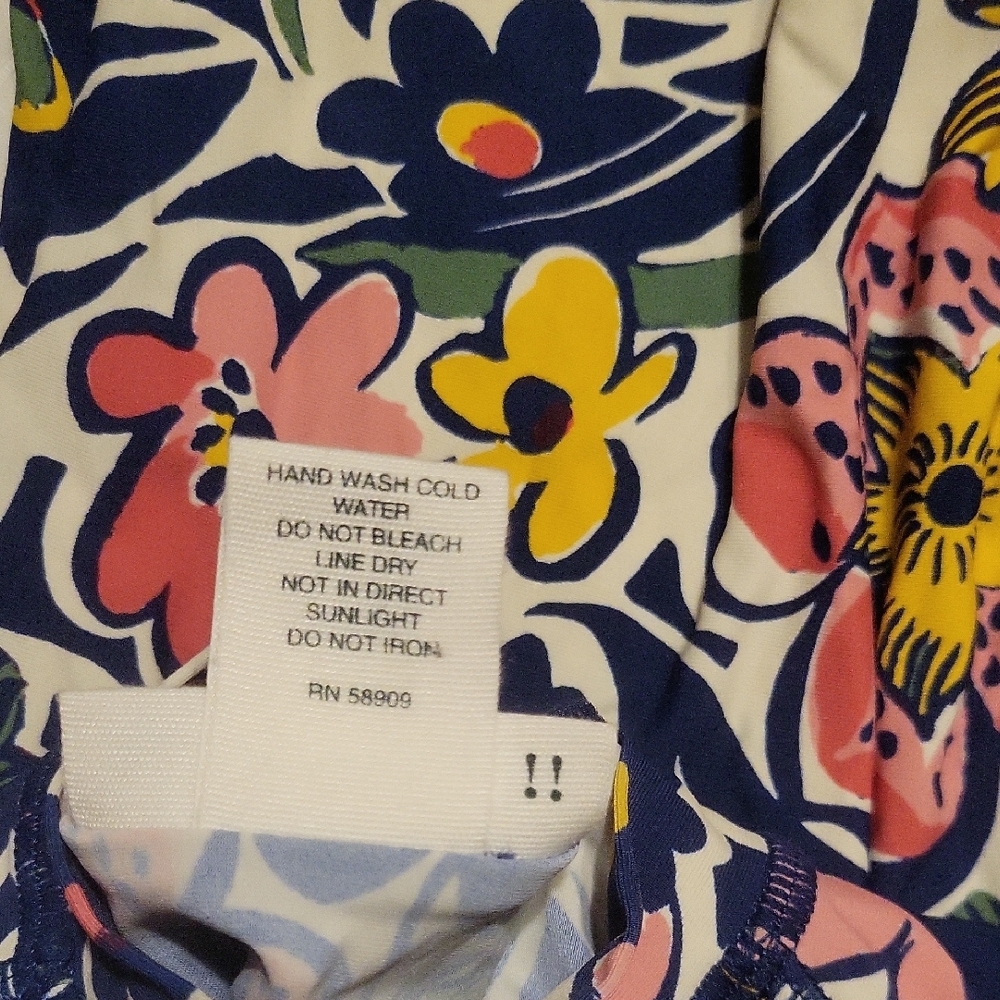 HAND WASH COLD
WATER
DO NOT BLEACH
LINE DRY
NOT IN DIRECT
SUNLIGHT
DO NOT IRON
RN 58909
!!